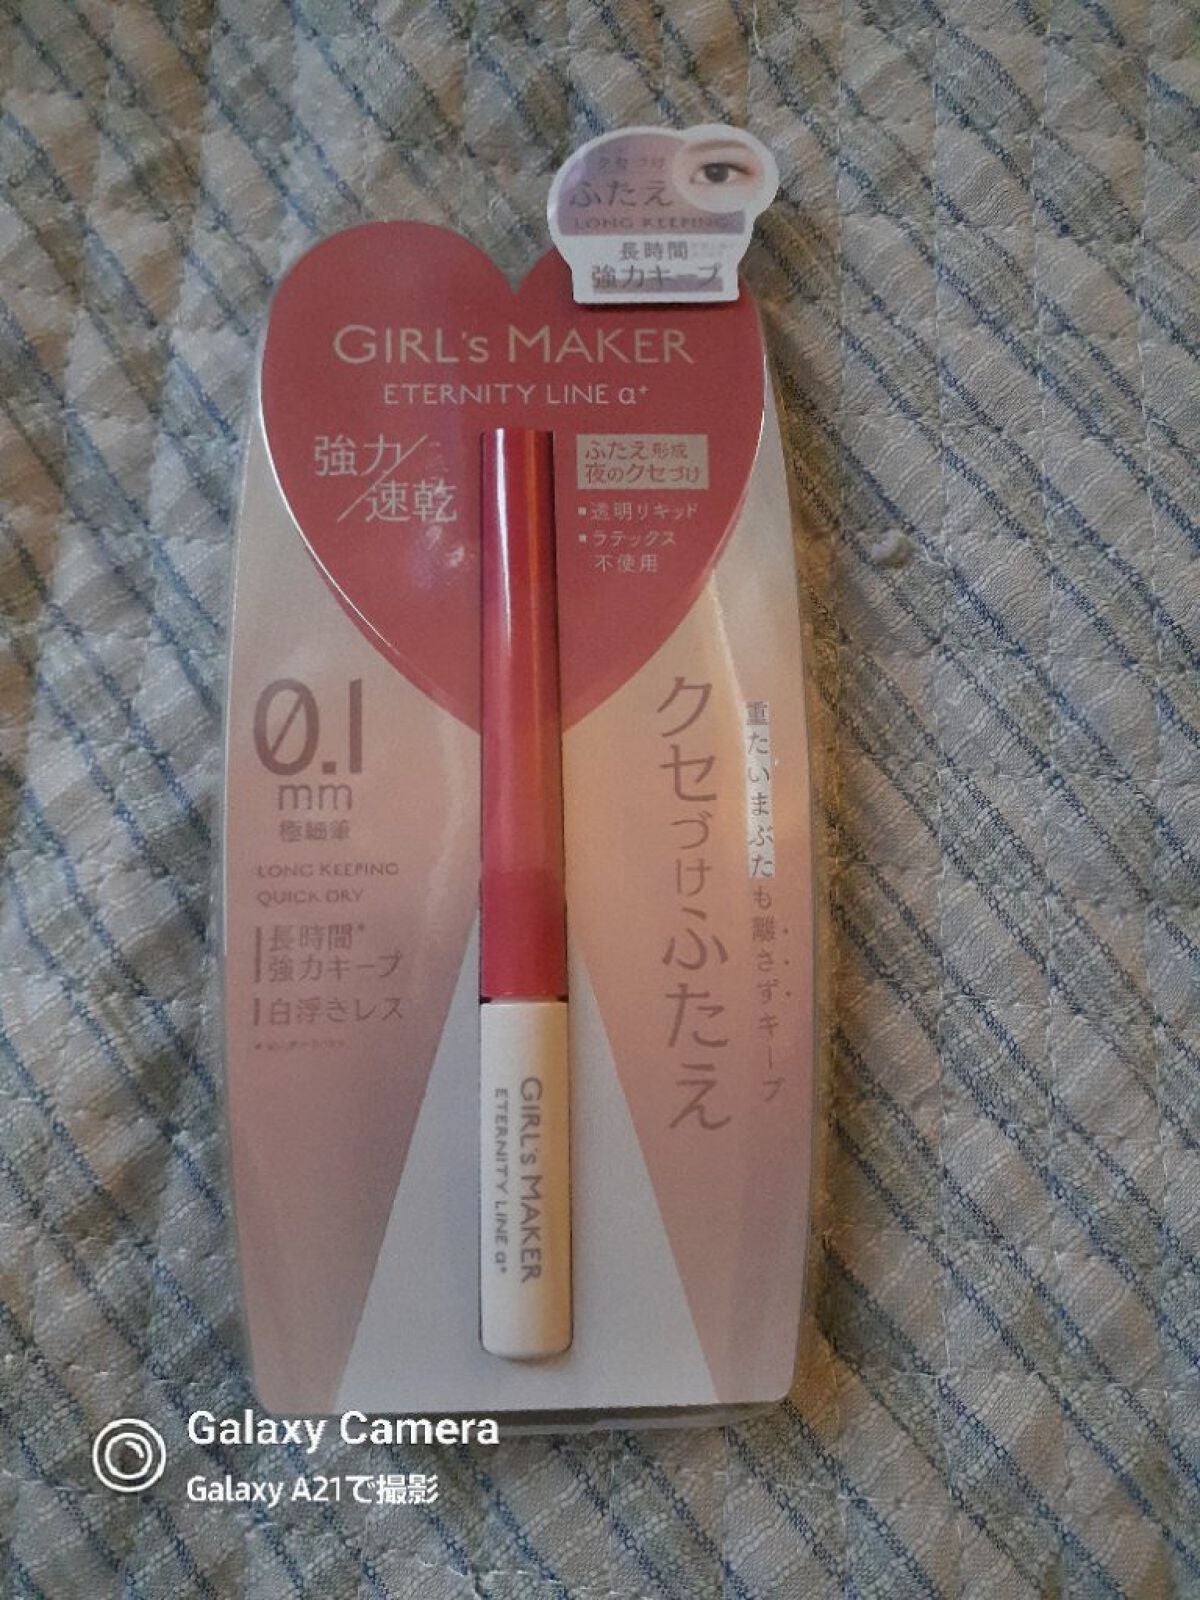 クセづけ
ふたえ
LONG KEEPING
長時間
強力キープ
GIRL's MAKER
ETERNITY LINE α+
強力/
速乾
ふたえ形成
夜のクセづけ
▪透明リキッド
▪ラテックス
不使用
0.1
mm
極細筆
LONG KEEPING
QUICK DRY
長時間*
強力キープ
白浮きレス
重たいまぶたも離さずキープ
クセづけふたえ
GIRL's MAKER
ETERNITY LINE α+
Galaxy Camera
Galaxy A21で撮影